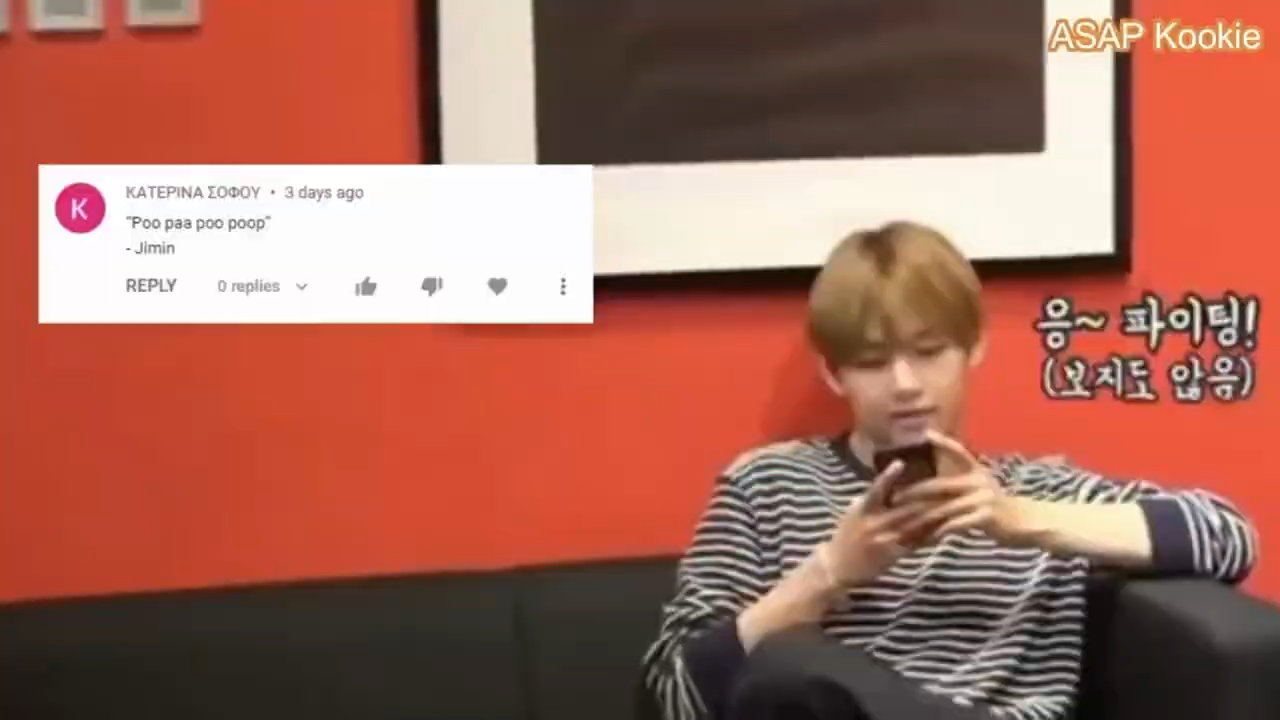 ASAP Kookie
ΚΑΤΕΡΙΝΑ ΣΟΦΟΥ • 3 days ago
"Poo paa poo poop"
- Jimin
REPLY 0 replies
K
응~ 파이팅!
(보지도 않음)